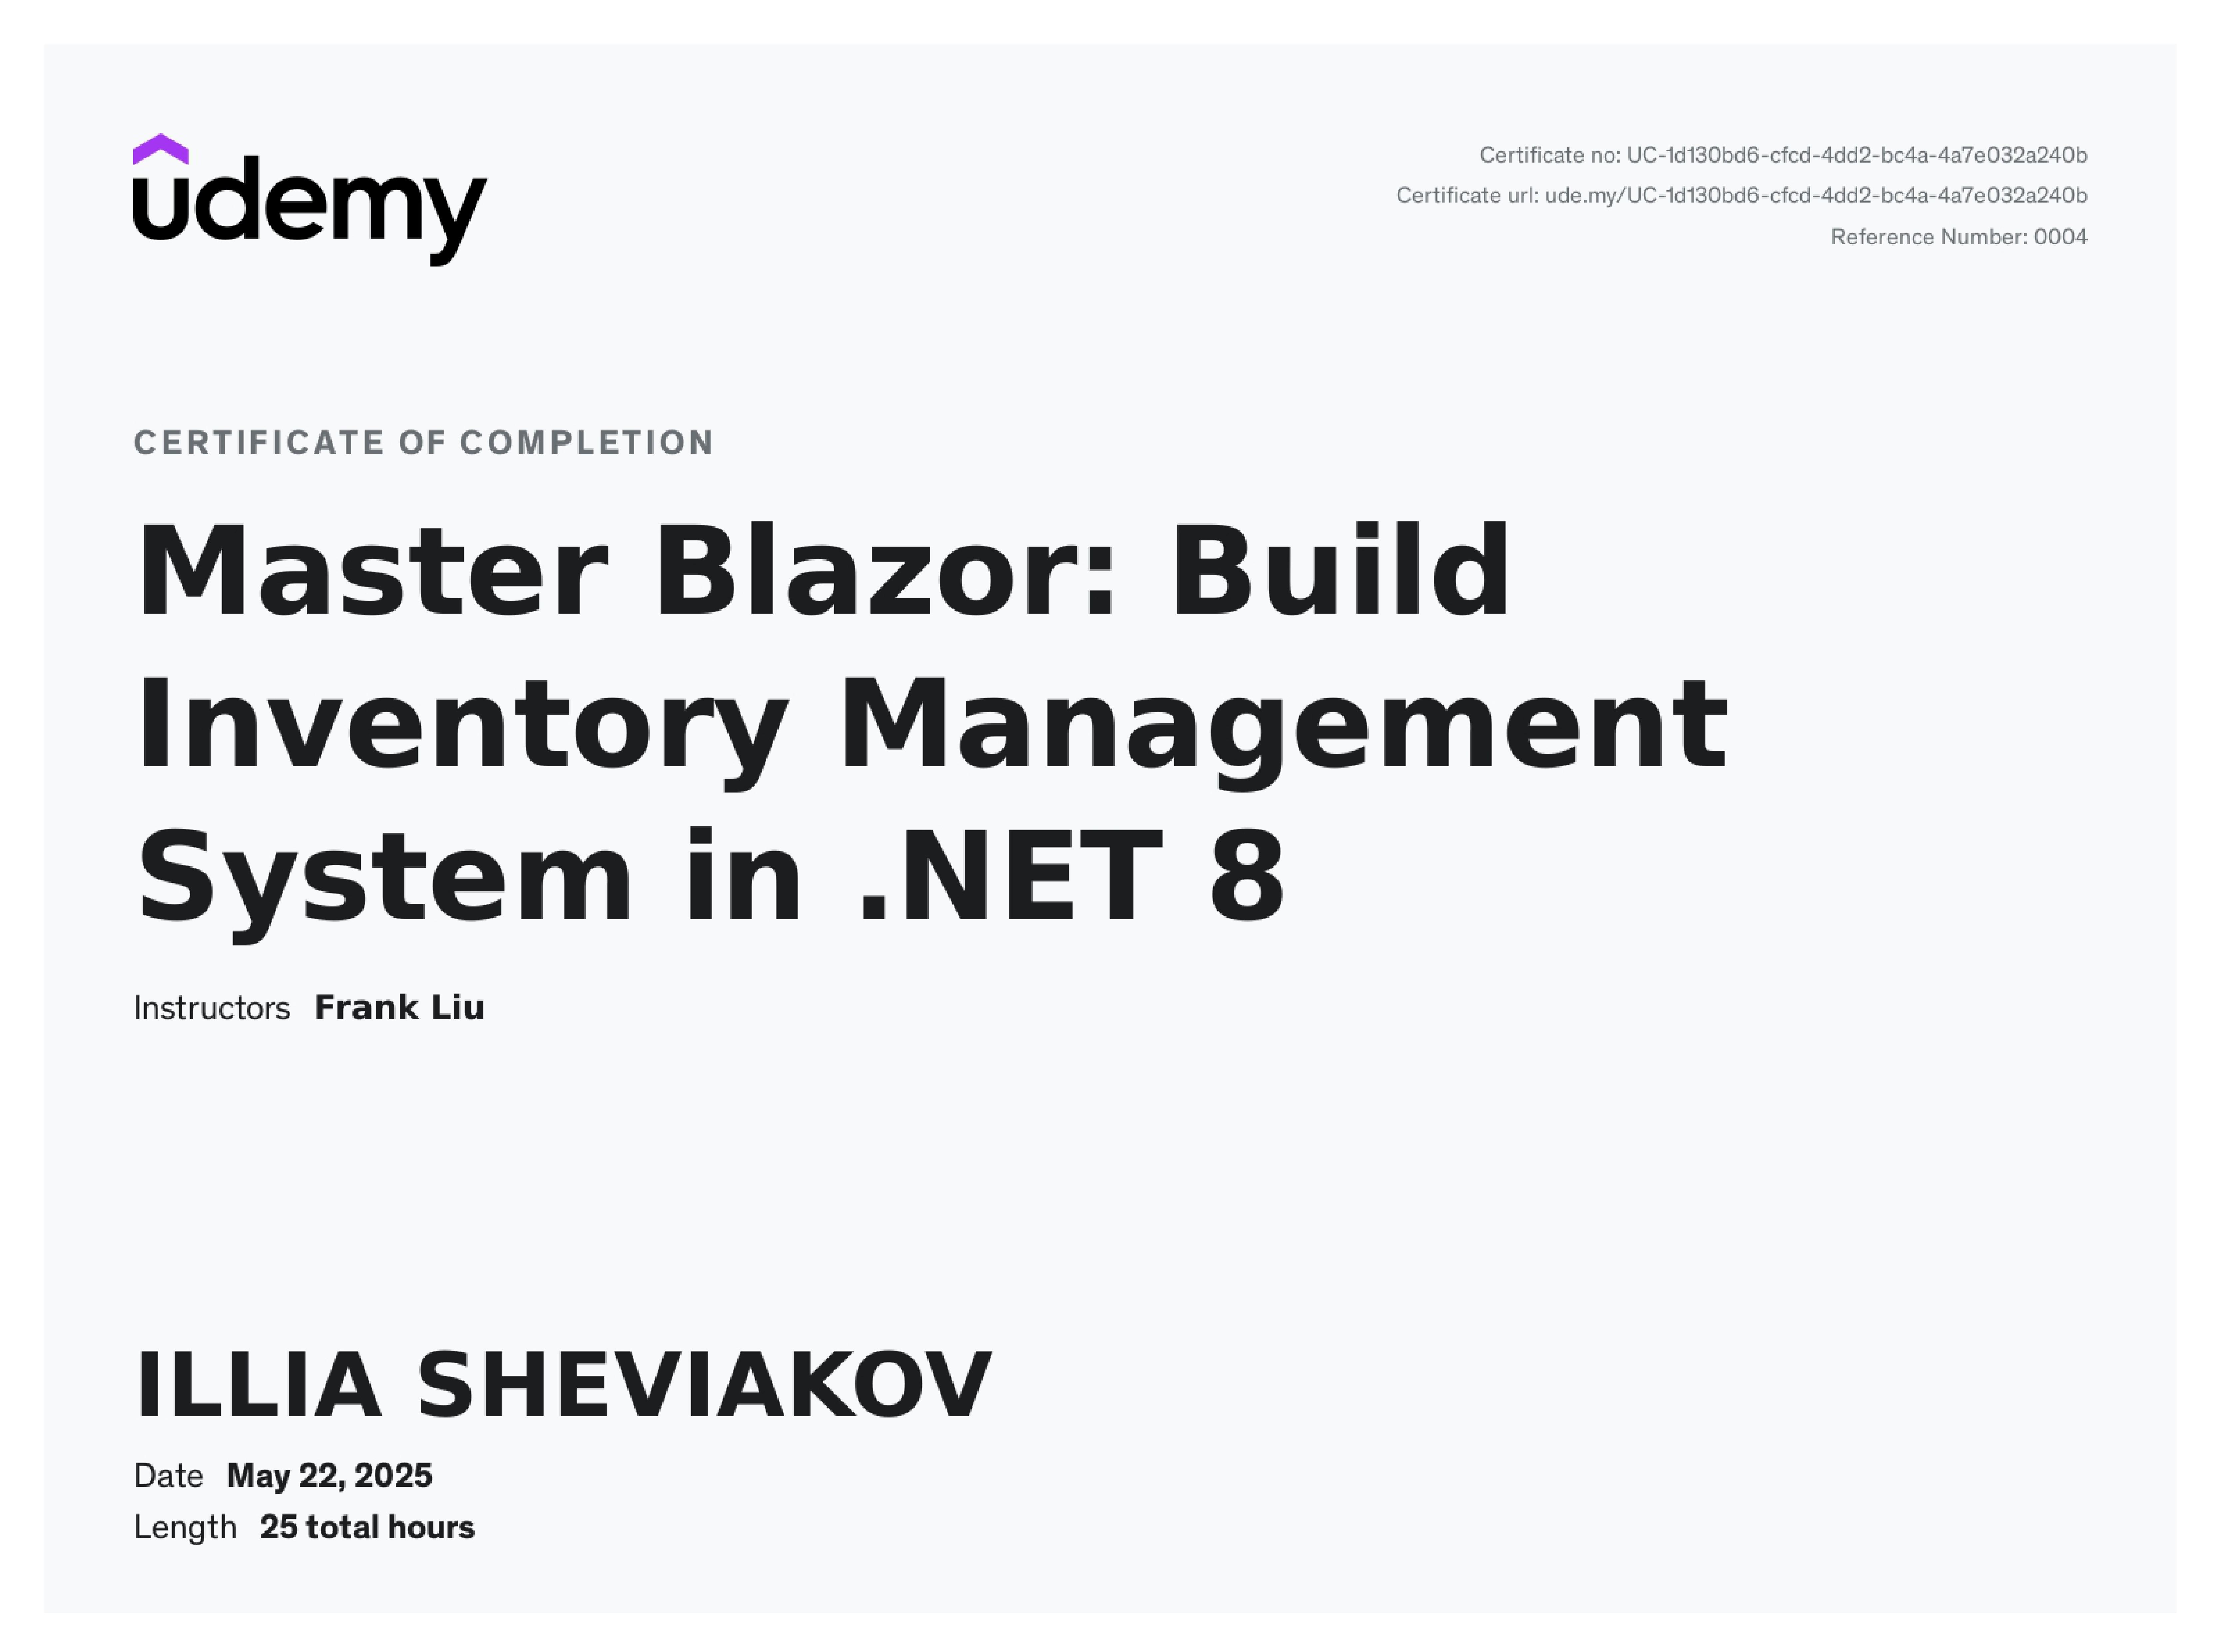 udemy
Certificate no: UC-1d130bd6-cfcd-4dd2-bc4a-4a7e032a240b
Certificate url: ude.my/UC-1d130bd6-cfcd-4dd2-bc4a-4a7e032a240b
Reference Number: 0004
CERTIFICATE OF COMPLETION
Master Blazor: Build
Inventory Management
System in .NET 8
Instructors Frank Liu
ILLIA SHEVIAKOV
Date May 22, 2025
Length 25 total hours